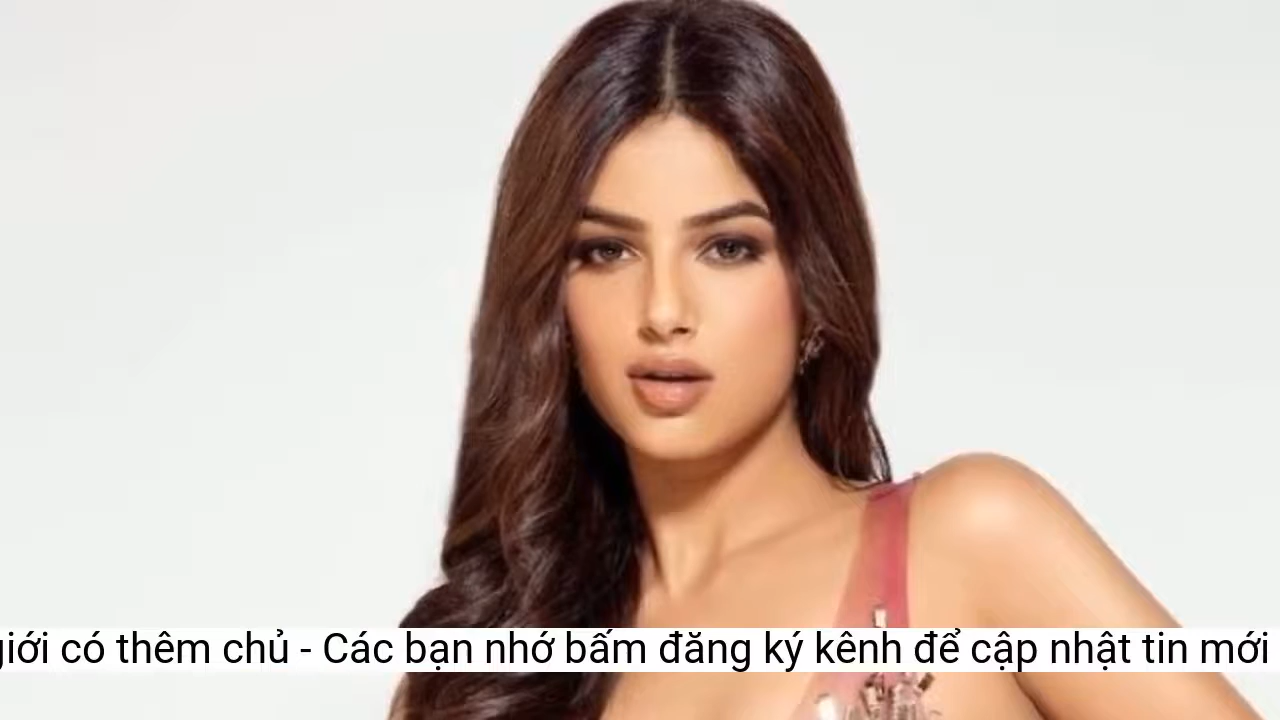 giới có thêm chủ - Các bạn nhớ bấm đăng ký kênh để cập nhật tin mới